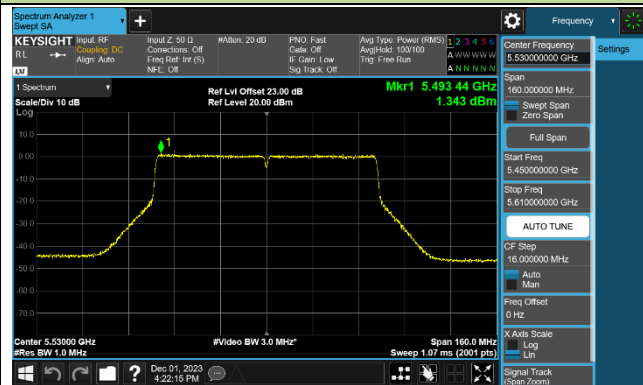 Spectrum Analyzer 1
Swept SA
+
Frequency
KEYSIGHT
RL
LXI
Input: RF
Coupling: DC
Align: Auto
Input Z: 50 Ω
Corrections: Off
Freq Ref: Int (S)
NFE: Off
#Atten: 20 dB
PNO: Fast
Gate: Off
IF Gain: Low
Sig Track: Off
Avg Type: Power (RMS)
Avg|Hold: 100/100
Trig: Free Run
1 2 3 4 5 6
A W W W W W
A N N N N N
1 Spectrum
Scale/Div 10 dB
Log
Ref Lvl Offset 23.00 dB
Ref Level 20.00 dBm
Mkr1 5.493 44 GHz
1.343 dBm
1
10.0
0.00
-10.0
-20.0
-30.0
-40.0
-50.0
-60.0
-70.0
Center 5.53000 GHz
#Res BW 1.0 MHz
#Video BW 3.0 MHz*
Span 160.0 MHz
Sweep 1.07 ms (2001 pts)
Dec 01, 2023
4:22:15 PM
?
Center Frequency
5.530000000 GHz
Settings
Span
160.000000 MHz
Swept Span
Zero Span
Full Span
Start Freq
5.450000000 GHz
Stop Freq
5.610000000 GHz
AUTO TUNE
CF Step
16.000000 MHz
Auto
Man
Freq Offset
0 Hz
X Axis Scale
Log
Lin
Signal Track
(Span Zoom)